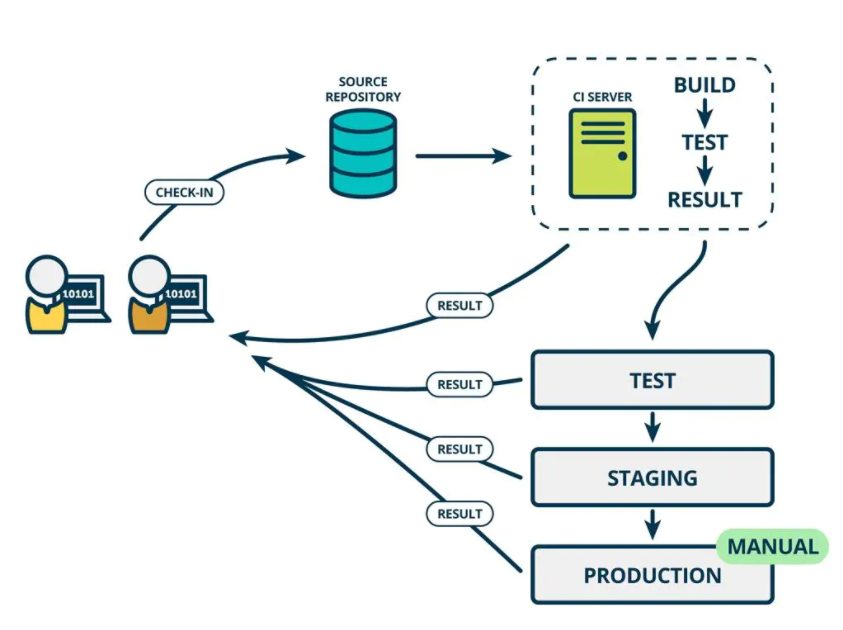 SOURCE
REPOSITORY
CI SERVER
BUILD
TEST
RESULT
CHECK-IN
10101
10101
RESULT
TEST
RESULT
RESULT
STAGING
RESULT
MANUAL
PRODUCTION